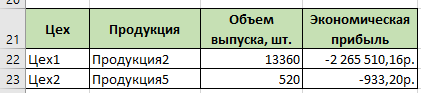 Цех Продукция Объем выпуска, шт. Экономическая прибыль
21
22 Цех1 Продукция2 13360 -2 265 510,16р.
23 Цех2 Продукция5 520 -933,20р.